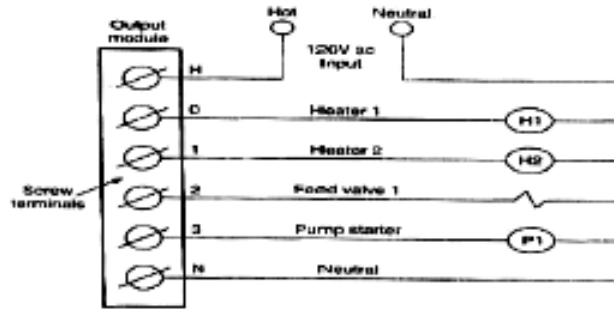 Hot Neutral
Output
module
120V ac
Input
H
0 Heater 1 H1
1 Heater 2 H2
Screw
terminals
2 Feed valve 1
3 Pump starter P1
N Neutral